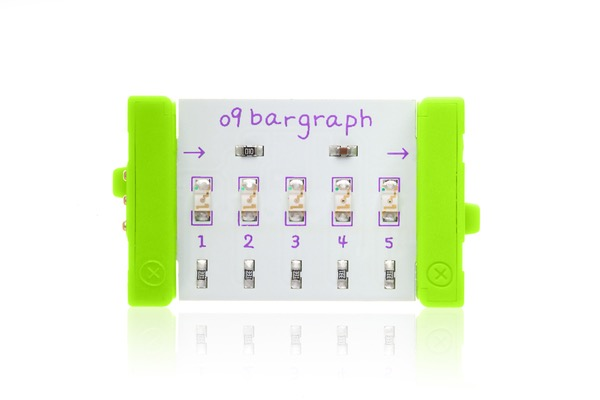 o9 bargraph
→ →
1 2 3 4 5